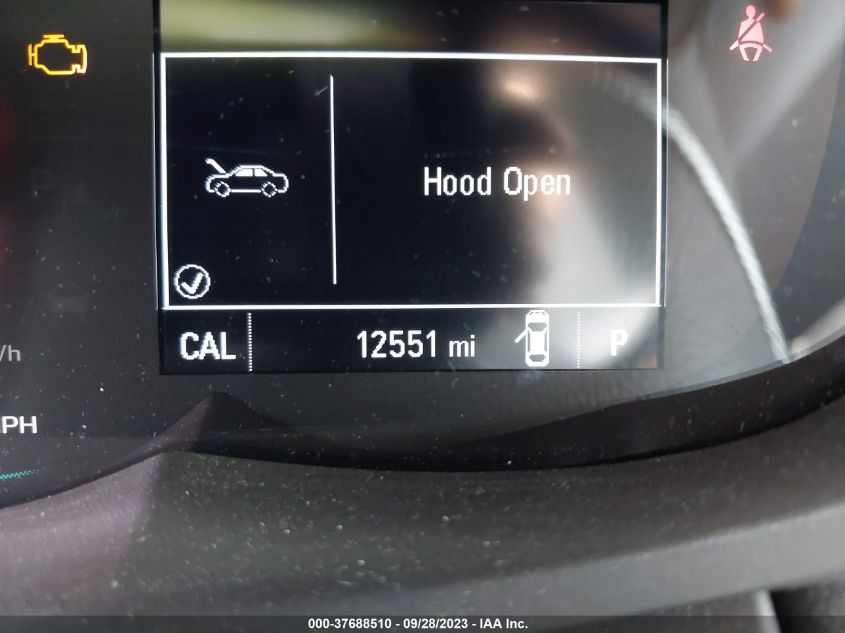 Hood Open
CAL 12551 mi P
/h
PH
000-37688510 - 09/28/2023 - IAA Inc.